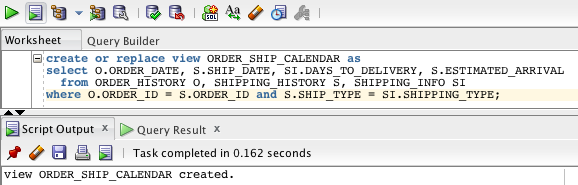 SQL
Aa
Worksheet Query Builder
create or replace view ORDER_SHIP_CALENDAR as
select O.ORDER_DATE, S.SHIP_DATE, SI.DAYS_TO_DELIVERY, S.ESTIMATED_ARRIVAL
from ORDER_HISTORY O, SHIPPING_HISTORY S, SHIPPING_INFO SI
where O.ORDER_ID = S.ORDER_ID and S.SHIP_TYPE = SI.SHIPPING_TYPE;
Script Output x Query Result x
Task completed in 0.162 seconds
view ORDER_SHIP_CALENDAR created.